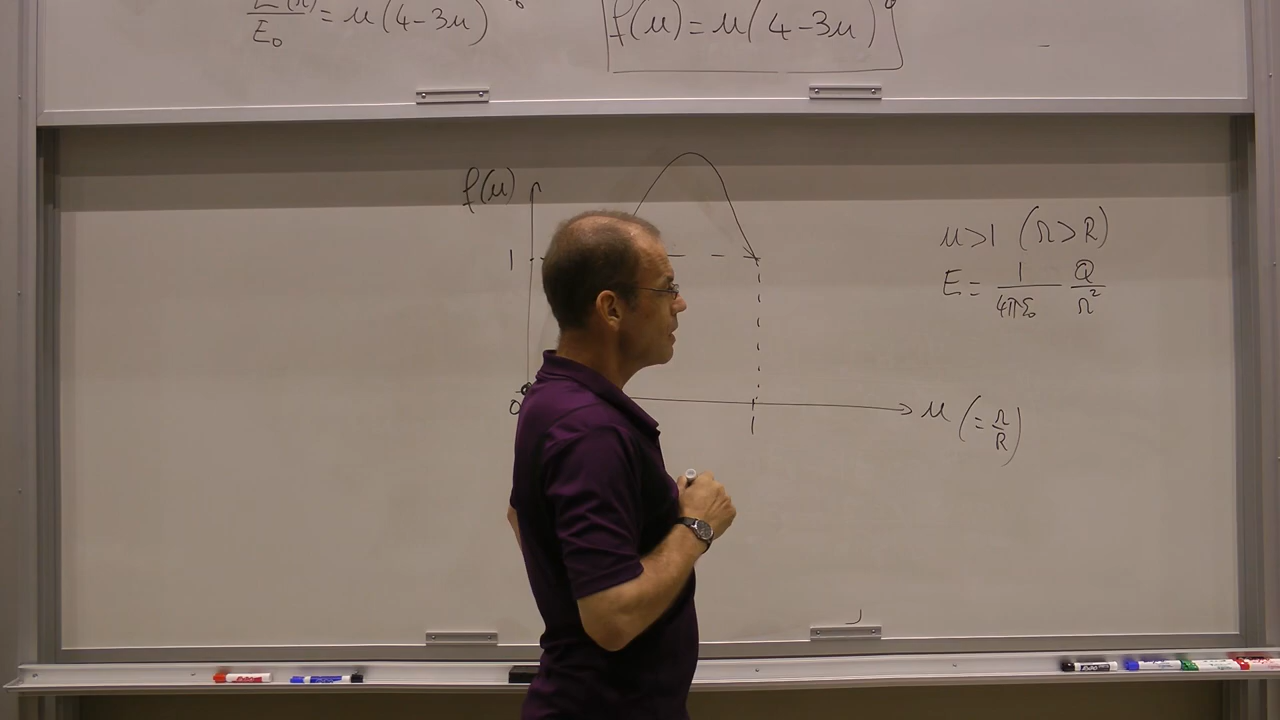 E(r)/E₀ = u(4-3u)
f(u) = u(4-3u)
f(u)
1
0
1
u (= r/R)
u>1 (r>R)
E = 1/4πε₀ Q/r²